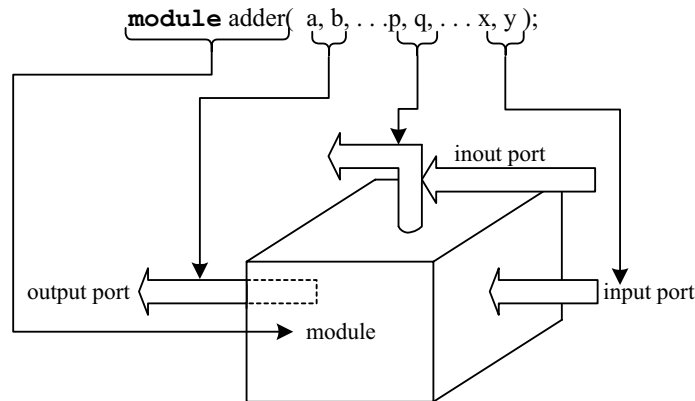 module adder( a, b, . . .p, q, . . . x, y);
inout port
output port
input port
module